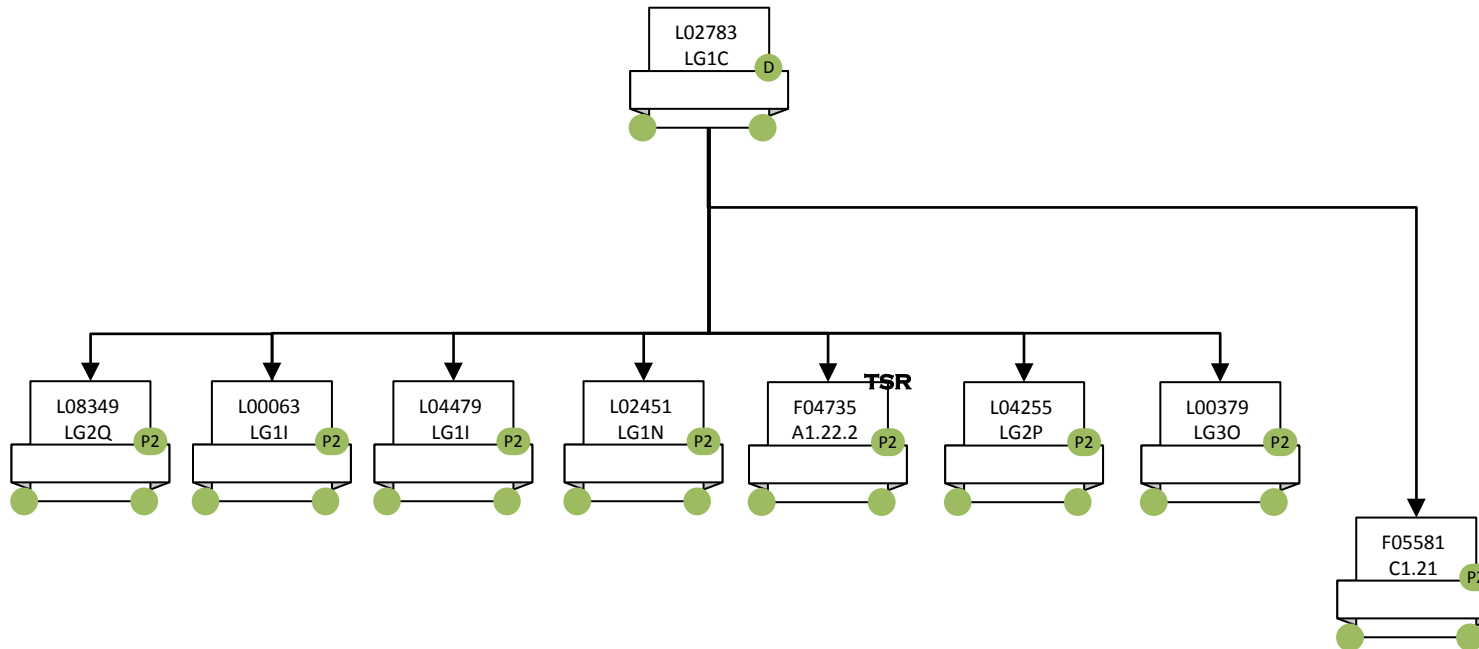 L02783
LG1C
D
L08349
LG2Q
P2
L00063
LG1I
P2
L04479
LG1I
P2
L02451
LG1N
P2
TSR
F04735
A1.22.2
P2
L04255
LG2P
P2
L00379
LG3O
P2
F05581
C1.21
P2